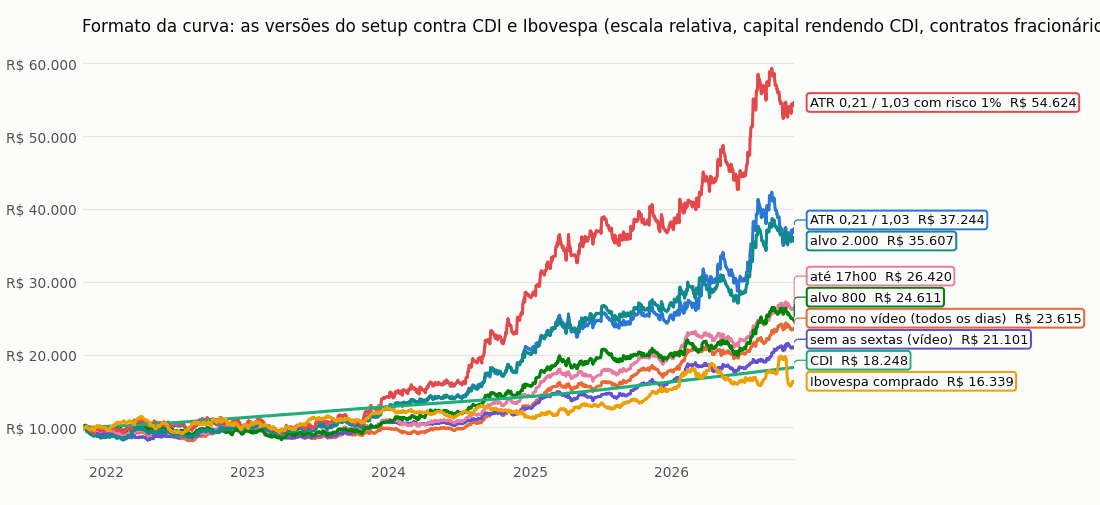 Formato da curva: as versões do setup contra CDI e Ibovespa (escala relativa, capital rendendo CDI, contratos fracionário
R$ 60.000
R$ 50.000
R$ 40.000
R$ 30.000
R$ 20.000
R$ 10.000
ATR 0,21 / 1,03 com risco 1% R$ 54.624
ATR 0,21 / 1,03 R$ 37.244
alvo 2.000 R$ 35.607
até 17h00 R$ 26.420
alvo 800 R$ 24.611
como no vídeo (todos os dias) R$ 23.615
sem as sextas (vídeo) R$ 21.101
CDI R$ 18.248
Ibovespa comprado R$ 16.339
2022 2023 2024 2025 2026